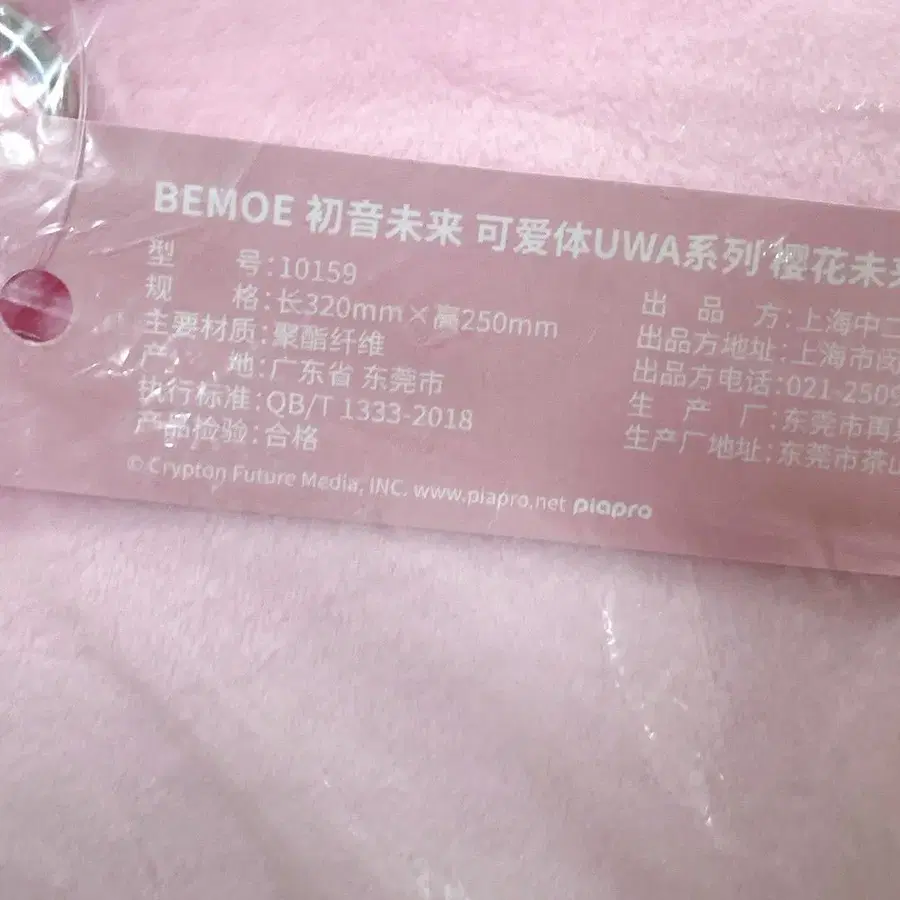 BEMOE 初音未来 可爱体UWA系列 樱花未来
型 号:10159
规 格:长320mm×高250mm
主要材质:聚酯纤维
产 地:广东省 东莞市
执行标准:QB/T 1333-2018
产品检验:合格
出 品 方:上海中二
出品方地址:上海市闵
出品方电话:021-2509
生 产 厂:东莞市再
生产厂地址:东莞市茶山
© Crypton Future Media, INC. www.piapro.net piapro